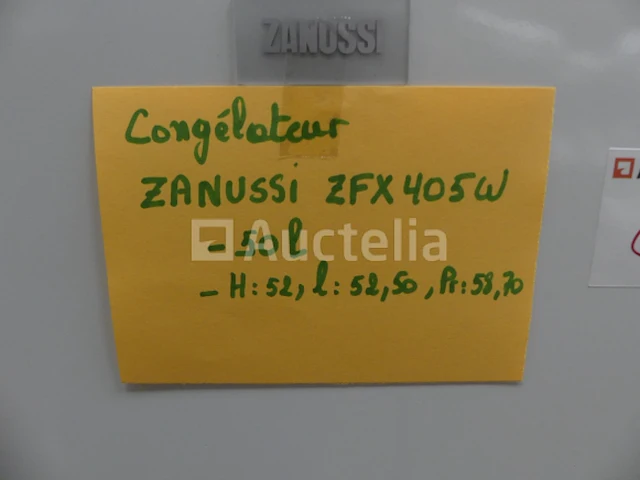 ZANUSSI
Congélateur
ZANUSSI ZFX405W
- 50l
Auctelia
- H: 52, l: 52,50, Pr: 58,70